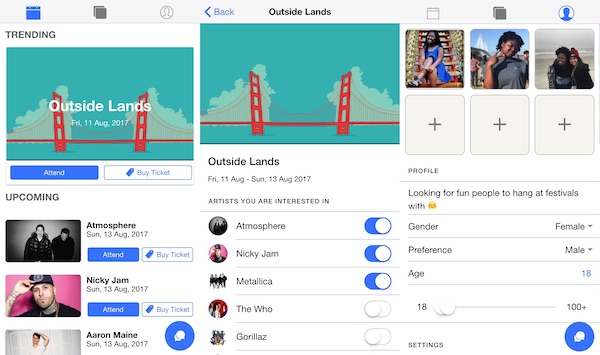 TRENDING
Outside Lands
Fri, 11 Aug, 2017
Attend
Buy Ticket
UPCOMING
Atmosphere
Sun, 13 Aug, 2017
Attend
Buy Ticket
Nicky Jam
Sun, 13 Aug, 2017
Attend
Buy Ticket
Aaron Maine
Sun, 13 Aug, 2017
Back
Outside Lands
Outside Lands
Fri, 11 Aug - Sun, 13 Aug 2017
ARTISTS YOU ARE INTERESTED IN
Atmosphere
Nicky Jam
Metallica
The Who
Gorillaz
PROFILE
Looking for fun people to hang at festivals
with 😁
Gender
Female
Preference
Male
Age
18
18
100+
SETTINGS